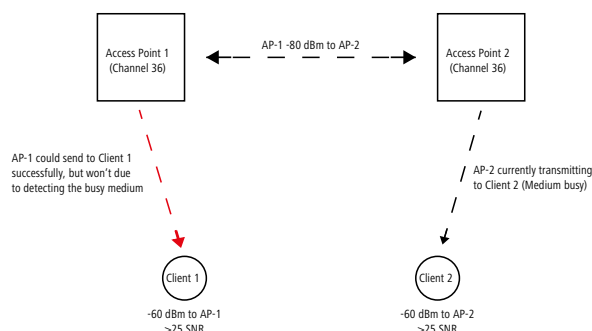 AP-1 -80 dBm to AP-2
Access Point 1
(Channel 36)
Access Point 2
(Channel 36)
AP-1 could send to Client 1
successfully, but won't due
to detecting the busy medium
AP-2 currently transmitting
to Client 2 (Medium busy)
Client 1
Client 2
-60 dBm to AP-1
>25 SNR
-60 dBm to AP-2
>25 SNR